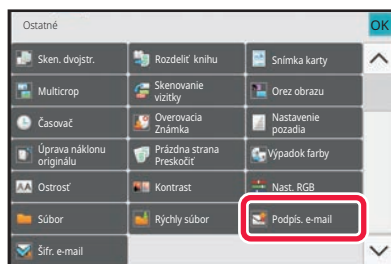 Ostatné
OK
Sken. dvojstr.
Rozdeliť knihu
Snímka karty
Multicrop
Skenovanie
vizitky
Orez obrazu
Časovač
Overovacia
Známka
Nastavenie
pozadia
Úprava náklonu
originálu
Prázdna strana
Preskočiť
Výpadok farby
AA Ostrosť
Kontrast
Nast. RGB
Súbor
Rýchly súbor
Podpís. e-mail
Šifr. e-mail